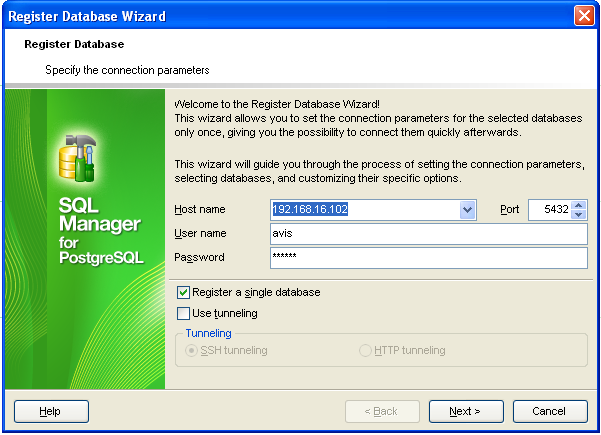 Register Database Wizard
Register Database
Specify the connection parameters
Welcome to the Register Database Wizard!
This wizard allows you to set the connection parameters for the selected databases
only once, giving you the possibility to connect them quickly afterwards.
This wizard will guide you through the process of setting the connection parameters,
selecting databases, and customizing their specific options.
SQL
Manager
for
PostgreSQL
Host name 192.168.16.102 Port 5432
User name avis
Password ******
Register a single database
Use tunneling
Tunneling
SSH tunneling HTTP tunneling
Help < Back Next > Cancel